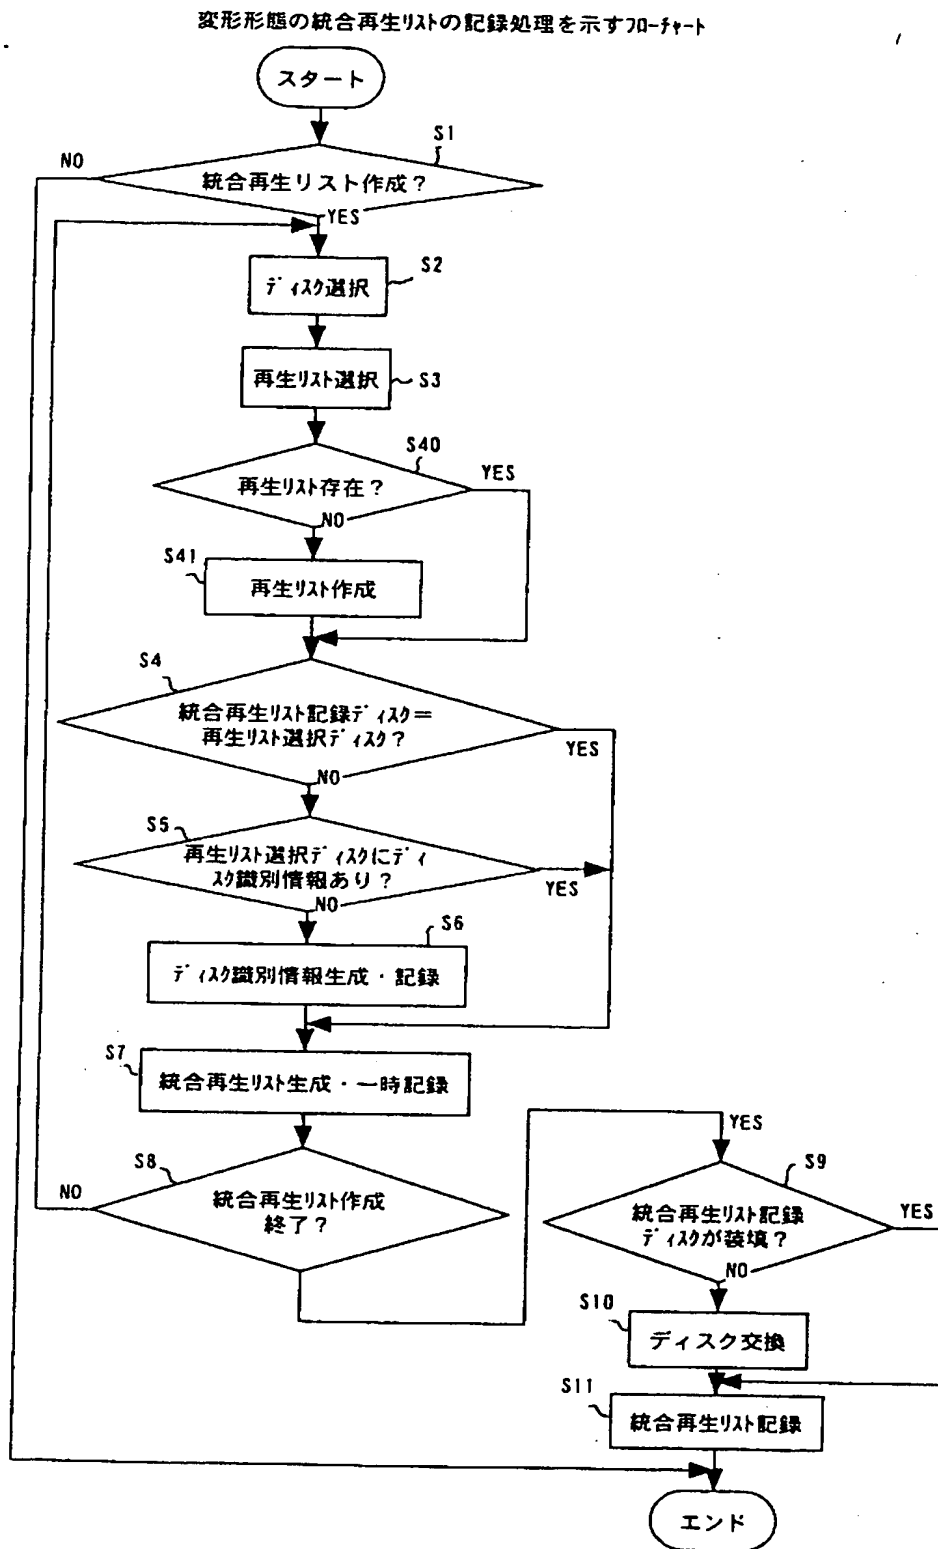 変形形態の統合再生リストの記録処理を示すフローチャート
スタート
S1
NO
統合再生リスト作成？
YES
S2
ディスク選択
再生リスト選択
S3
S40
YES
再生リスト存在？
NO
S41
再生リスト作成
S4
統合再生リスト記録ディスク＝
再生リスト選択ディスク？
YES
NO
S5
再生リスト選択ディスクにディ
スク識別情報あり？
YES
NO
S6
ディスク識別情報生成・記録
S7
統合再生リスト生成・一時記録
YES
S8
S9
NO
統合再生リスト作成
終了？
統合再生リスト記録
ディスクが装填？
YES
NO
S10
ディスク交換
S11
統合再生リスト記録
エンド